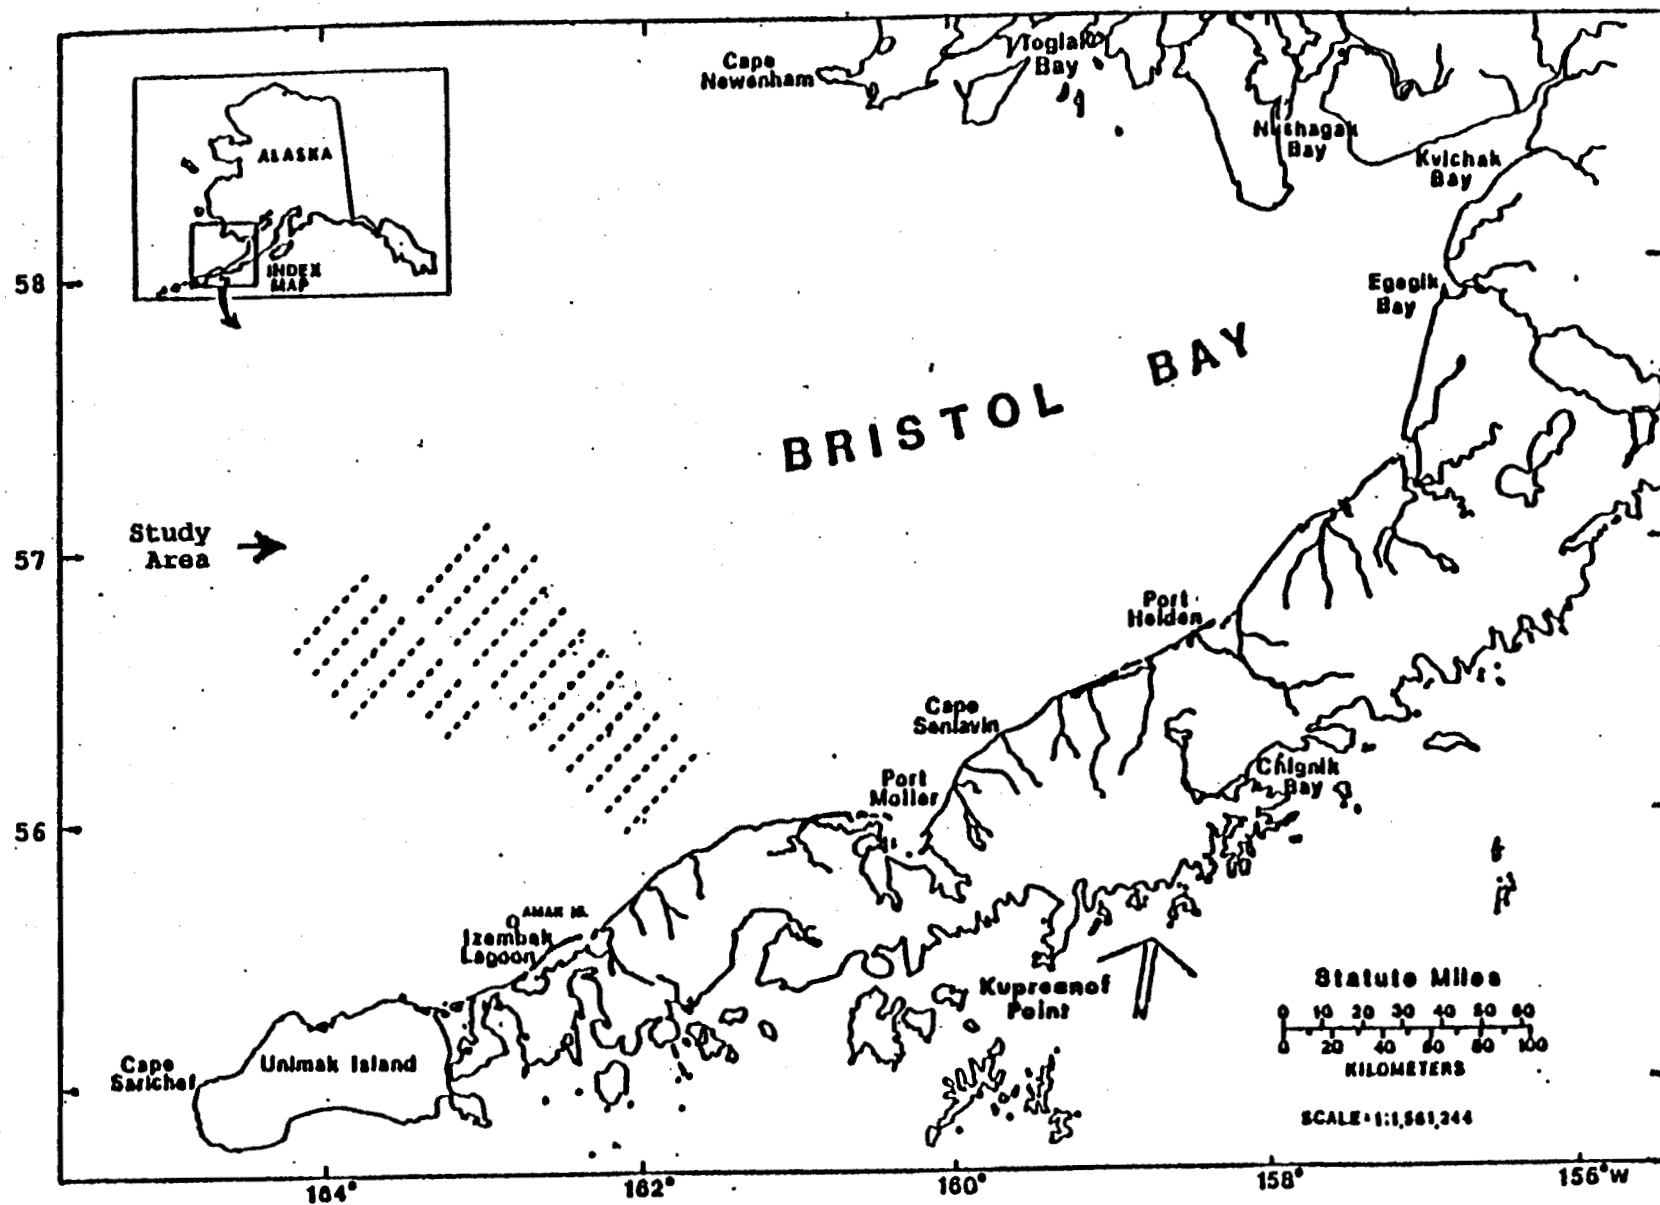 Cape
Newenham
Togiak
Bay
Nushagak
Bay
Kvichak
Bay
ALASKA
INDEX
MAP
58
Egegik
Bay
BRISTOL BAY
Study
Area
57
Port
Heiden
Cape
Seniavin
Port
Moller
Chignik
Bay
56
AMAK IS.
Izembek
Lagoon
Kupreanof
Point
Statute Miles
0 10 20 30 40 50 60
0 20 40 60 80 100
KILOMETERS
SCALE=1:1,561,244
Cape
Sarichef
Unimak Island
164° 162° 160° 158° 156°W